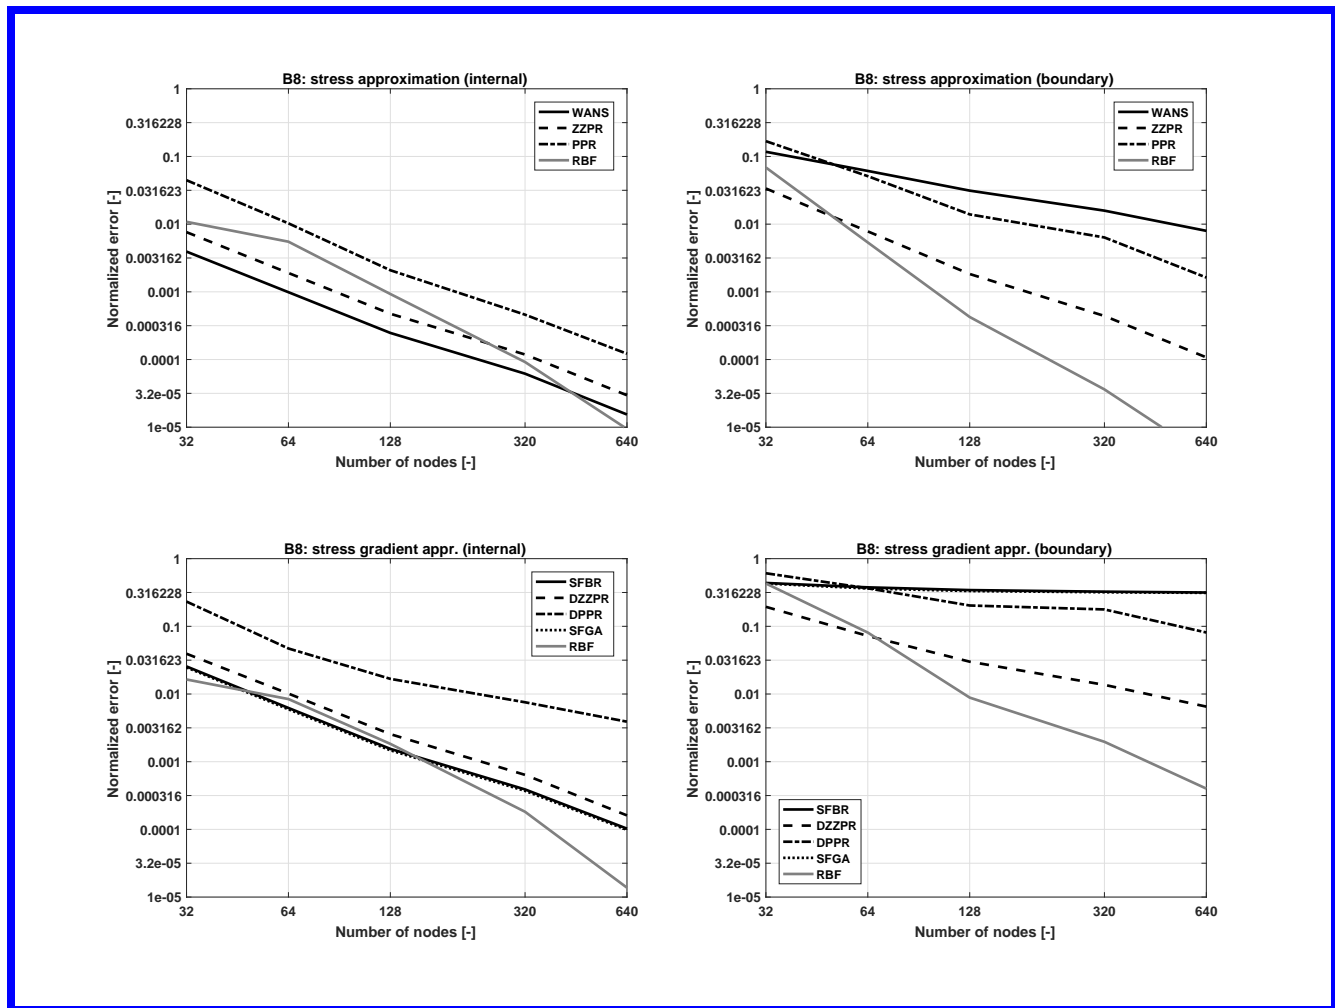 B8: stress approximation (internal)
Normalized error [-]
1
0.316228
0.1
0.031623
0.01
0.003162
0.001
0.000316
0.0001
3.2e-05
1e-05
WANS
ZZPR
PPR
RBF
32 64 128 320 640
Number of nodes [-]
B8: stress approximation (boundary)
Normalized error [-]
1
0.316228
0.1
0.031623
0.01
0.003162
0.001
0.000316
0.0001
3.2e-05
1e-05
WANS
ZZPR
PPR
RBF
32 64 128 320 640
Number of nodes [-]
B8: stress gradient appr. (internal)
Normalized error [-]
1
0.316228
0.1
0.031623
0.01
0.003162
0.001
0.000316
0.0001
3.2e-05
1e-05
SFBR
DZZPR
DPPR
SFGA
RBF
32 64 128 320 640
Number of nodes [-]
B8: stress gradient appr. (boundary)
Normalized error [-]
1
0.316228
0.1
0.031623
0.01
0.003162
0.001
0.000316
0.0001
3.2e-05
1e-05
SFBR
DZZPR
DPPR
SFGA
RBF
32 64 128 320 640
Number of nodes [-]